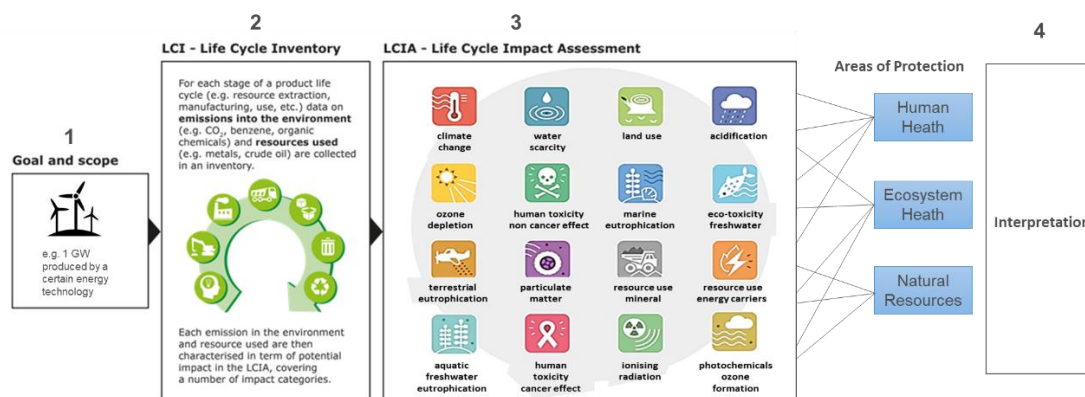 1
Goal and scope
e.g. 1 GW
produced by a
certain energy
technology
2
LCI - Life Cycle Inventory
For each stage of a product life
cycle (e.g. resource extraction,
manufacturing, use, etc.) data on
emissions into the environment
(e.g. CO2, benzene, organic
chemicals) and resources used
(e.g. metals, crude oil) are collected
in an inventory.
Each emission in the environment
and resource used are then
characterised in term of potential
impact in the LCIA, covering
a number of impact categories.
3
LCIA - Life Cycle Impact Assessment
climate
change
water
scarcity
land use
acidification
ozone
depletion
human toxicity
non cancer effect
marine
eutrophication
eco-toxicity
freshwater
terrestrial
eutrophication
particulate
matter
resource use
mineral
resource use
energy carriers
aquatic
freshwater
eutrophication
human
toxicity
cancer effect
ionising
radiation
photochemicals
ozone
formation
Areas of Protection
Human
Heath
Ecosystem
Heath
Natural
Resources
4
Interpretation